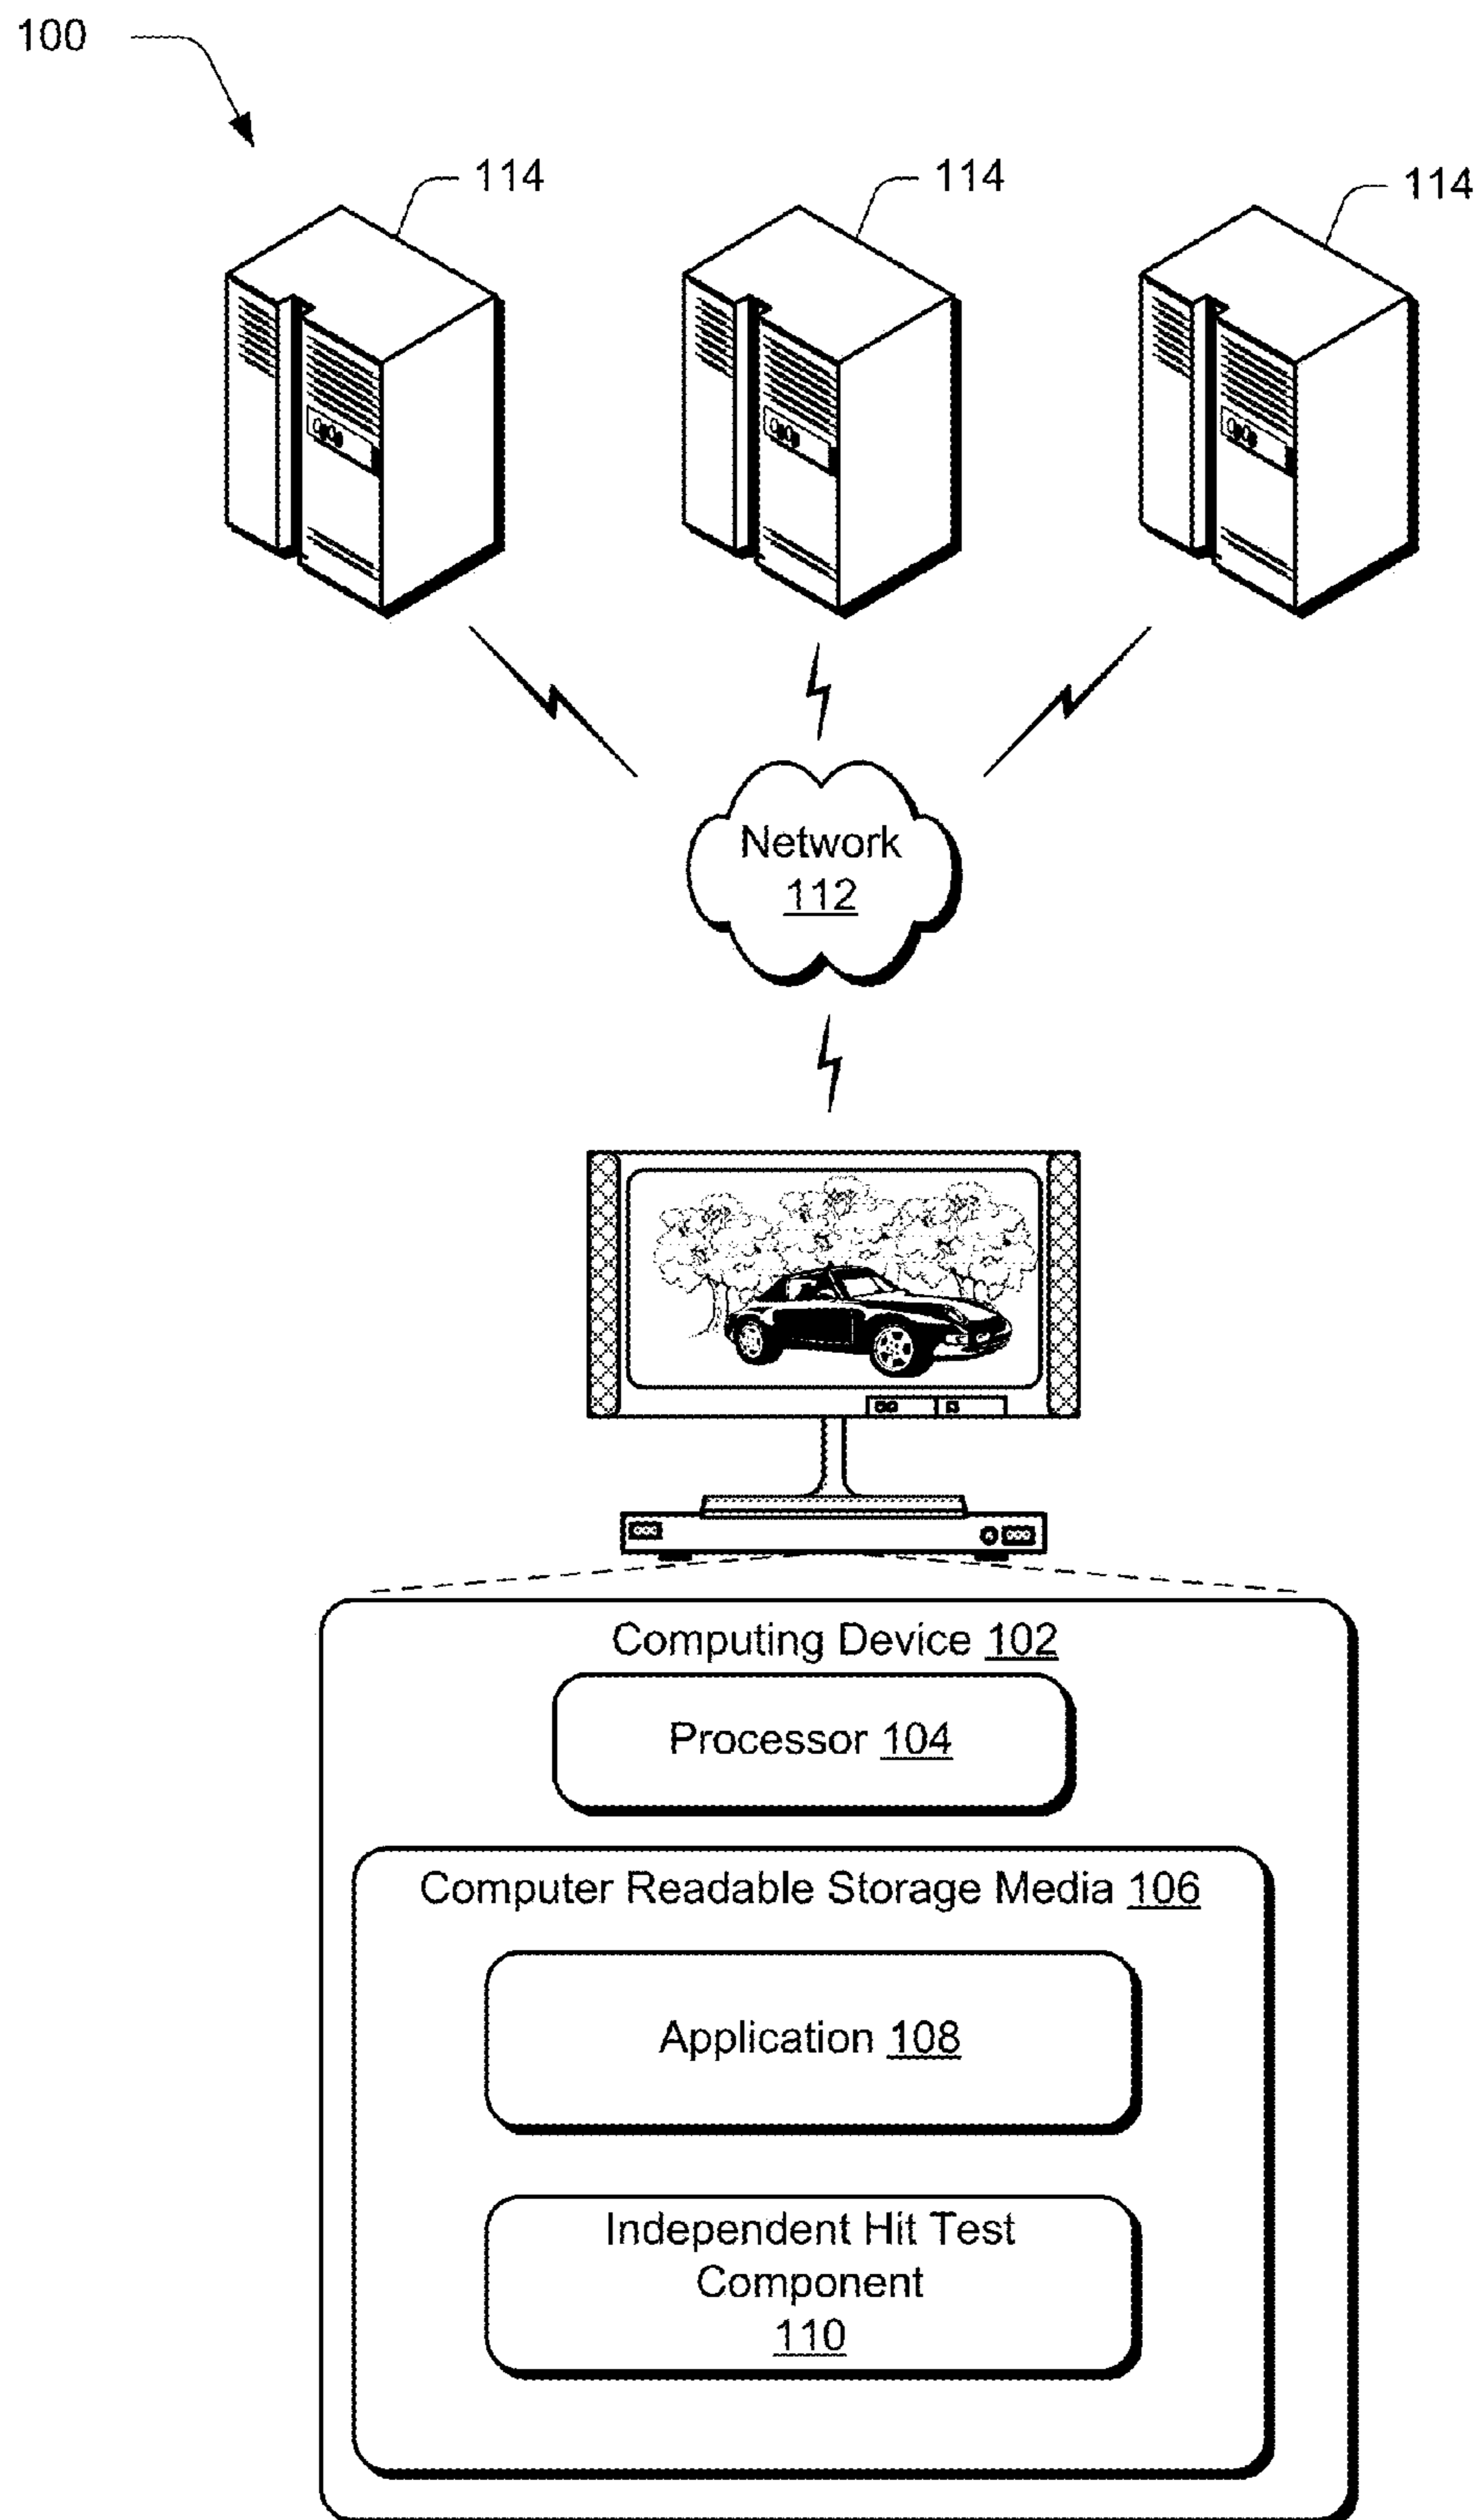 100
114
114
114
Network
112
Computing Device 102
Processor 104
Computer Readable Storage Media 106
Application 108
Independent Hit Test
Component
110